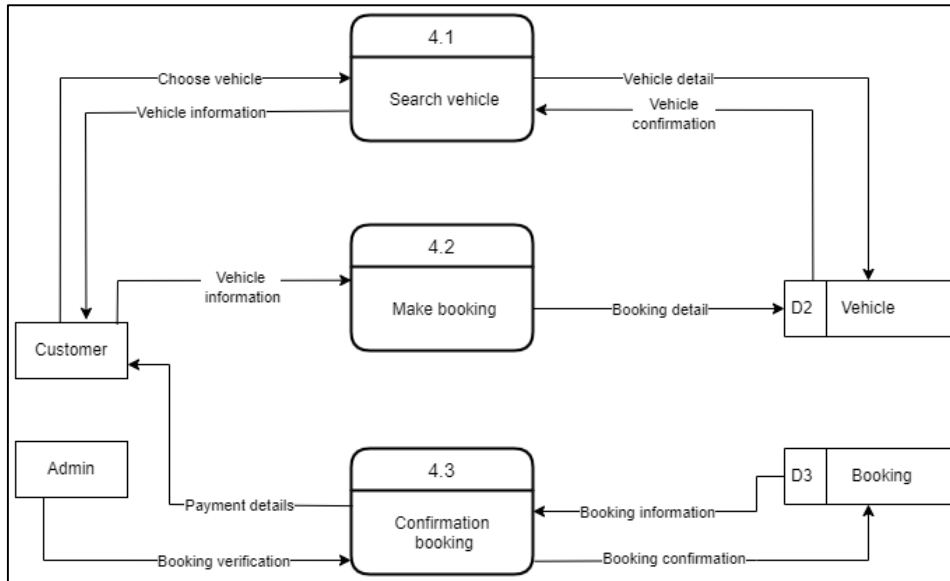 4.1
Choose vehicle
Search vehicle
Vehicle detail
Vehicle information
Vehicle
confirmation
4.2
Vehicle
information
Make booking
Booking detail
D2
Vehicle
Customer
Admin
4.3
D3
Booking
Payment details
Confirmation
booking
Booking information
Booking verification
Booking confirmation